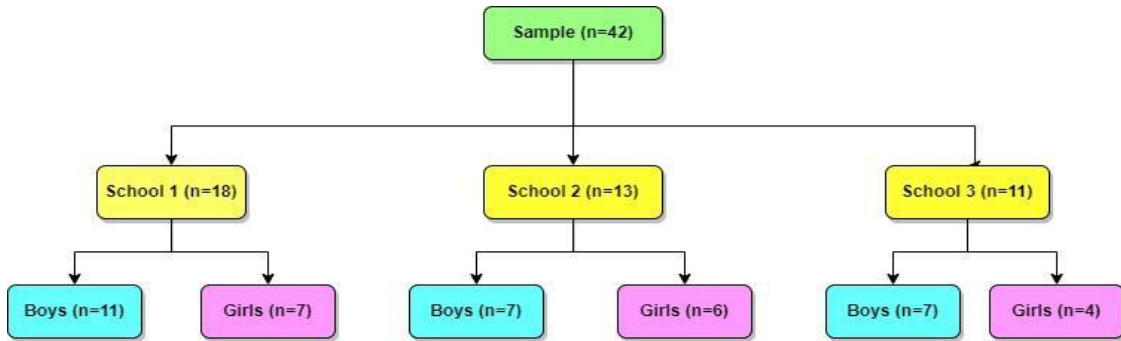 Sample (n=42)
School 1 (n=18)
School 2 (n=13)
School 3 (n=11)
Boys (n=11)
Girls (n=7)
Boys (n=7)
Girls (n=6)
Boys (n=7)
Girls (n=4)